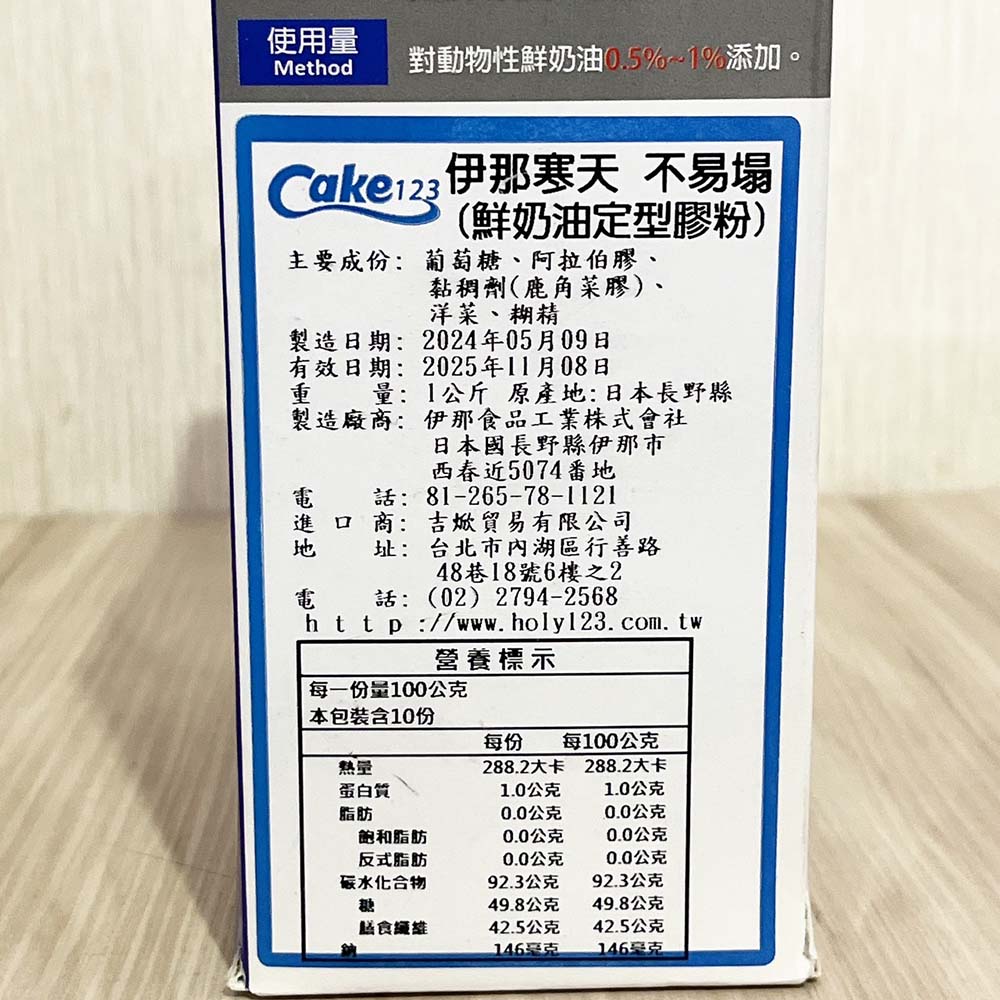 使用量
Method
對動物性鮮奶油0.5%~1%添加。
Cake123 伊那寒天 不易塌
(鮮奶油定型膠粉)
主要成份: 葡萄糖、阿拉伯膠、
黏稠劑(鹿角菜膠)、
洋菜、糊精
製造日期: 2024年05月09日
有效日期: 2025年11月08日
重 量: 1公斤 原產地:日本長野縣
製造廠商: 伊那食品工業株式會社
日本國長野縣伊那市
西春近5074番地
電 話: 81-265-78-1121
進 口 商: 吉焮貿易有限公司
地 址: 台北市內湖區行善路
48巷18號6樓之2
電 話: (02) 2794-2568
http://www.holy123.com.tw
營養標示
每一份量100公克
本包裝含10份
每份 每100公克
熱量 288.2大卡 288.2大卡
蛋白質 1.0公克 1.0公克
脂肪 0.0公克 0.0公克
飽和脂肪 0.0公克 0.0公克
反式脂肪 0.0公克 0.0公克
碳水化合物 92.3公克 92.3公克
糖 49.8公克 49.8公克
膳食纖維 42.5公克 42.5公克
鈉 146毫克 146毫克